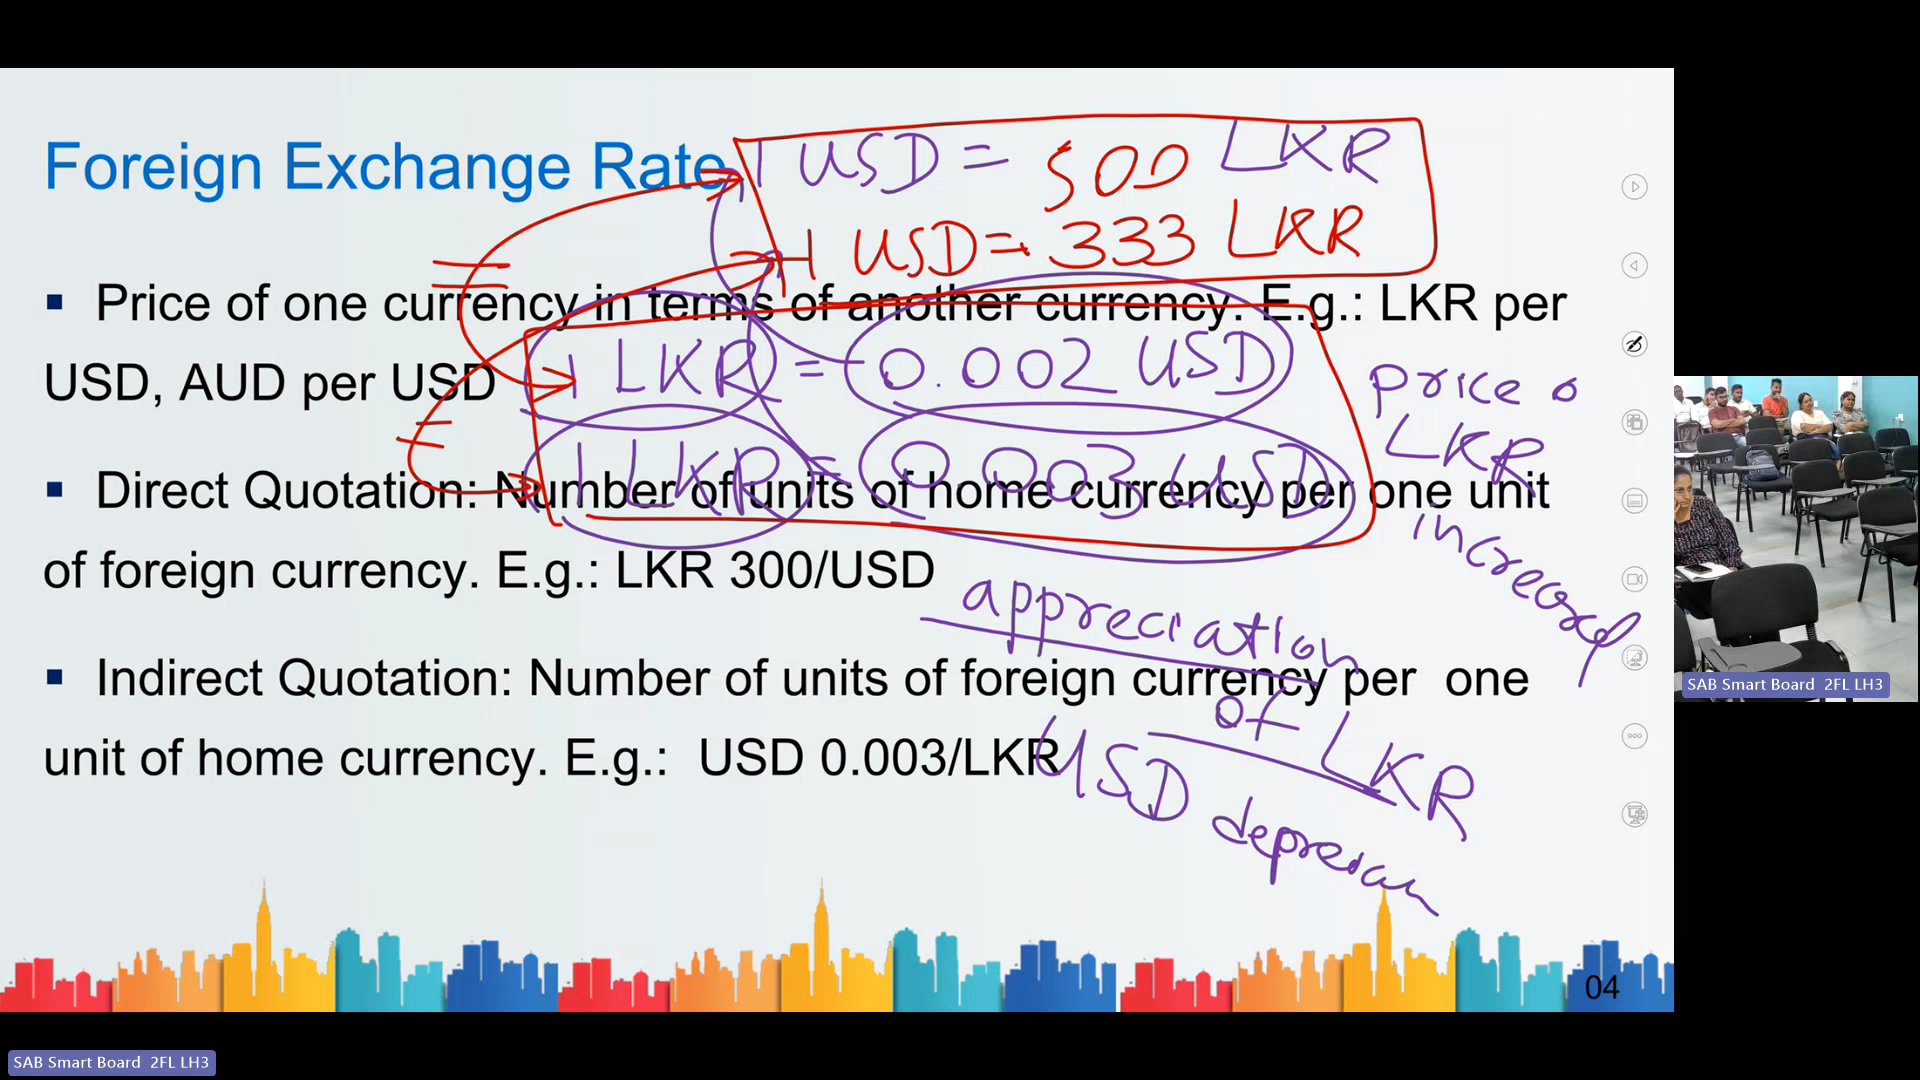 Foreign Exchange Rate
1 USD = 500 LKR
1 USD = 333 LKR
▪ Price of one currency in terms of another currency. E.g.: LKR per
USD, AUD per USD
1 LKR = 0.002 USD
1 LKR = 0.003 USD
price o
LKR
increased
▪ Direct Quotation: Number of units of home currency per one unit
of foreign currency. E.g.: LKR 300/USD
appreciation
of LKR
▪ Indirect Quotation: Number of units of foreign currency per one
unit of home currency. E.g.: USD 0.003/LKR
USD
04
SAB Smart Board 2FL LH3
SAB Smart Board 2FL LH3